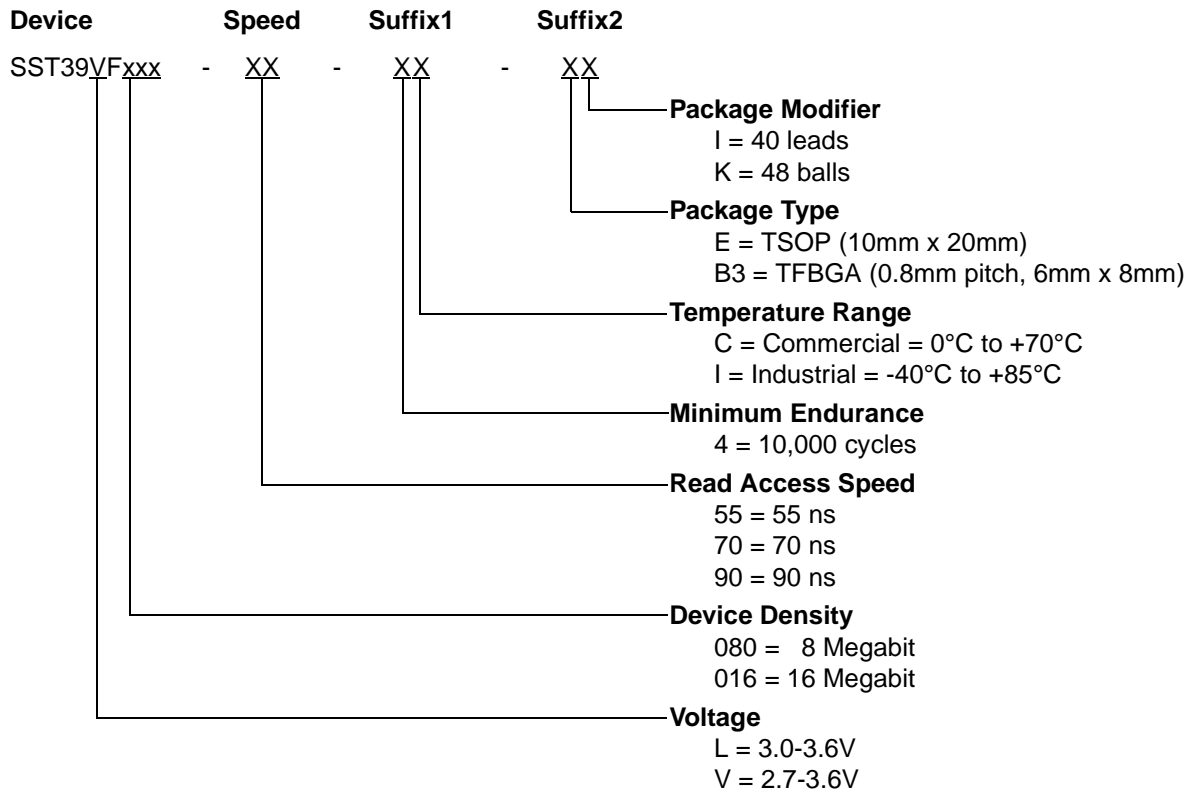 Device Speed Suffix1 Suffix2
SST39VFxxx - XX - XX - XX
Package Modifier
I = 40 leads
K = 48 balls
Package Type
E = TSOP (10mm x 20mm)
B3 = TFBGA (0.8mm pitch, 6mm x 8mm)
Temperature Range
C = Commercial = 0°C to +70°C
I = Industrial = -40°C to +85°C
Minimum Endurance
4 = 10,000 cycles
Read Access Speed
55 = 55 ns
70 = 70 ns
90 = 90 ns
Device Density
080 = 8 Megabit
016 = 16 Megabit
Voltage
L = 3.0-3.6V
V = 2.7-3.6V